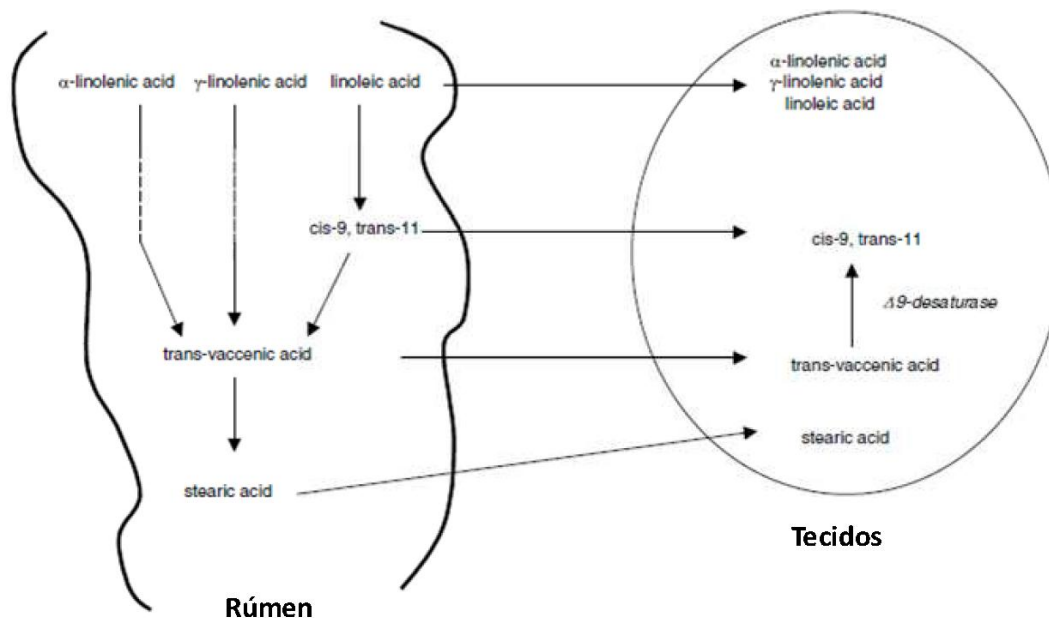 α-linolenic acid
γ-linolenic acid
linoleic acid
α-linolenic acid
γ-linolenic acid
linoleic acid
cis-9, trans-11
cis-9, trans-11
Δ9-desaturase
trans-vaccenic acid
trans-vaccenic acid
stearic acid
stearic acid
Tecidos
Rúmen